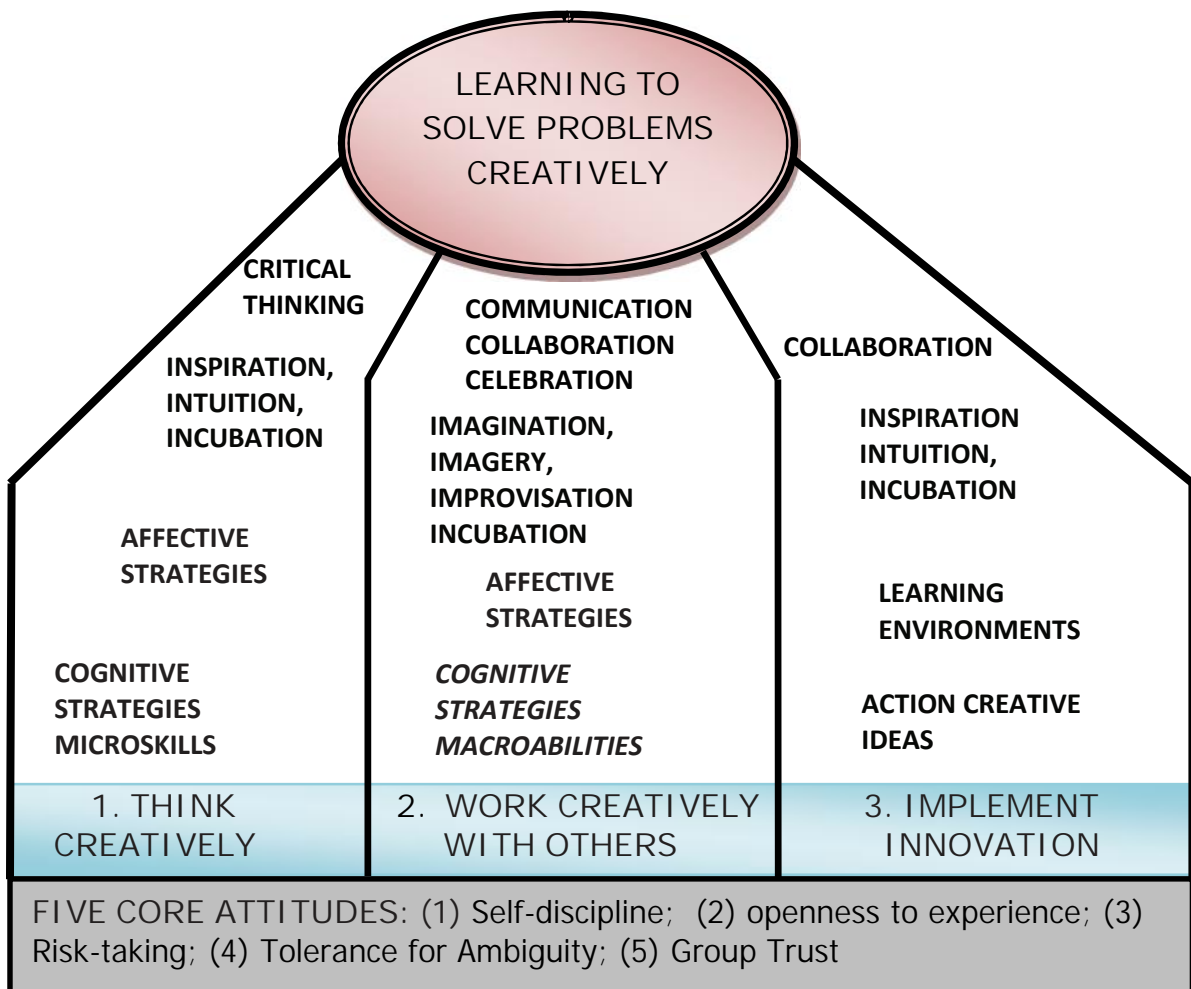 LEARNING TO
SOLVE PROBLEMS
CREATIVELY
CRITICAL
THINKING
INSPIRATION,
INTUITION,
INCUBATION
AFFECTIVE
STRATEGIES
COGNITIVE
STRATEGIES
MICROSKILLS
1. THINK
CREATIVELY
COMMUNICATION
COLLABORATION
CELEBRATION
IMAGINATION,
IMAGERY,
IMPROVISATION
INCUBATION
AFFECTIVE
STRATEGIES
COGNITIVE
STRATEGIES
MACROABILITIES
2. WORK CREATIVELY
WITH OTHERS
COLLABORATION
INSPIRATION
INTUITION,
INCUBATION
LEARNING
ENVIRONMENTS
ACTION CREATIVE
IDEAS
3. IMPLEMENT
INNOVATION
FIVE CORE ATTITUDES: (1) Self-discipline; (2) openness to experience; (3)
Risk-taking; (4) Tolerance for Ambiguity; (5) Group Trust